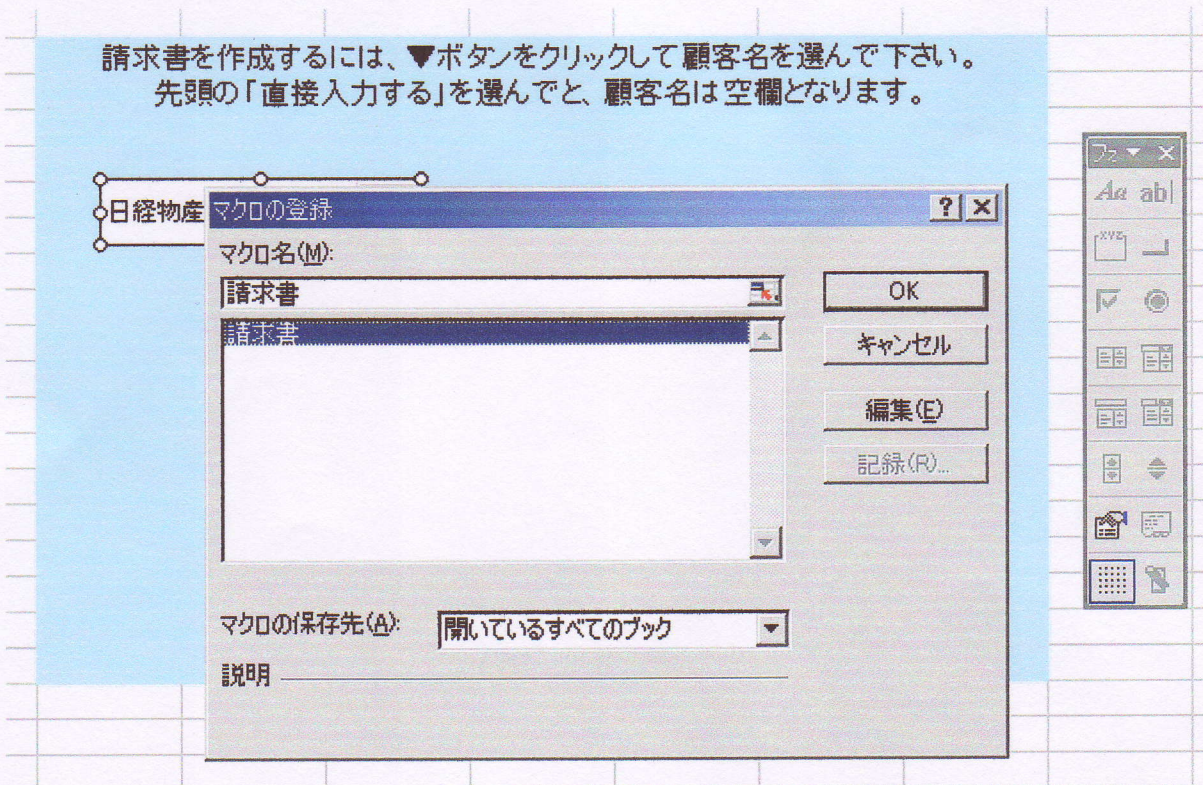 請求書を作成するには、▼ボタンをクリックして顧客名を選んで下さい。
先頭の「直接入力する」を選んでと、顧客名は空欄となります。
日経物産
マクロの登録
マクロ名(M):
請求書
請求書
OK
キャンセル
編集(E)
記録(R)...
マクロの保存先(A):
開いているすべてのブック
説明
フォ
Aa ab|
XYZ